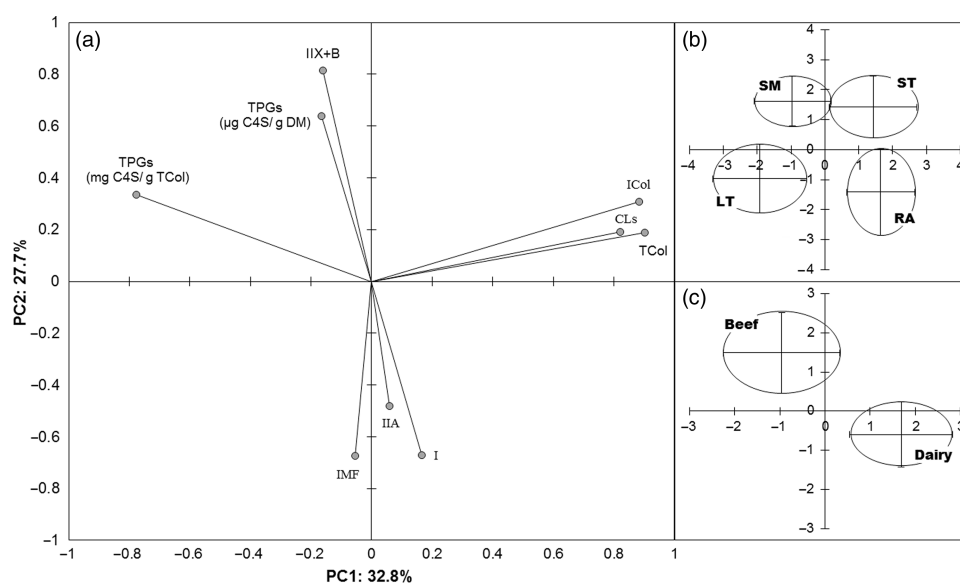 (a)
1
0.8
0.6
0.4
0.2
0
−0.2
−0.4
−0.6
−0.8
−1
PC2: 27.7%
IIX+B
TPGs
(µg C4S/ g DM)
TPGs
(mg C4S/ g TCol)
ICol
CLs
TCol
IIA
IMF
I
−1
−0.8
−0.6
−0.4
−0.2
0
0.2
0.4
0.6
0.8
1
PC1: 32.8%
(b)
4
3
2
1
0
−1
−2
−3
−4
SM
ST
−4
−3
−2
−1
0
1
2
3
4
LT
RA
(c)
3
2
1
0
−1
−2
−3
Beef
−3
−2
−1
0
1
2
3
Dairy